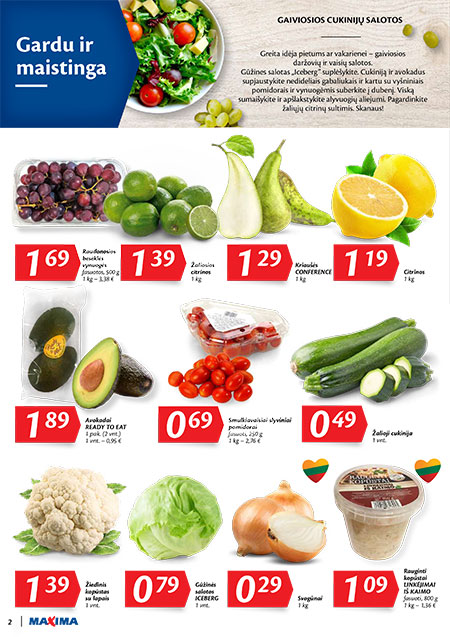 Gardu ir
maistinga
GAIVIOSIOS CUKINIJŲ SALOTOS
Greita idėja pietums ar vakarienei – gaiviosios
daržovių ir vaisių salotos.
Gūžines salotas „Iceberg“ suplėšykite. Cukiniją ir avokadus
supjaustykite nedideliais gabaliukais ir kartu su vyšniniais
pomidorais ir vynuogėmis suberkite į dubenį. Viską
sumaišykite ir apšlakstykite alyvuogių aliejumi. Pagardinkite
žaliųjų citrinų sultimis. Skanaus!
1 69
Raudonosios
besėklės
vynuogės
fasuotos, 500 g
1 kg – 3,38 €
1 39
Žaliosios
citrinos
1 kg
1 29
Kriaušės
CONFERENCE
1 kg
1 19
Citrinos
1 kg
1 89
Avokadai
READY TO EAT
1 pak. (2 vnt.)
1 vnt. – 0,95 €
0 69
Smulkiavaisiai slyviniai
pomidorai
fasuoti, 250 g
1 kg – 2,76 €
0 49
Žalioji cukinija
1 vnt.
1 39
Žiedinis
kopūstas
su lapais
1 vnt.
0 79
Gūžinės
salotos
ICEBERG
1 vnt.
0 29
Svogūnai
1 kg
1 09
Rauginti
kopūstai
LINKĖJIMAI
IŠ KAIMO
fasuoti, 800 g
1 kg – 1,36 €
2
MAXIMA